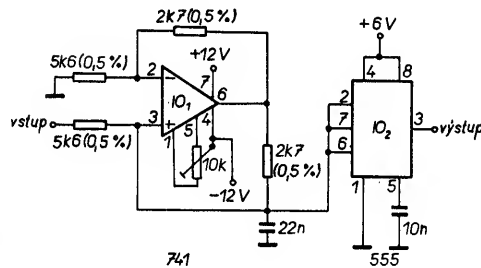 2k7(0,5%)
5k6(0,5%)
+12V
7
2
−
6
IO1
vstup
3
+
4
5k6(0,5%)
1
5
10k
−12V
2k7
(0,5%)
22n
741
+6V
4
8
2
7
IO2
3
výstup
6
1
5
10n
555